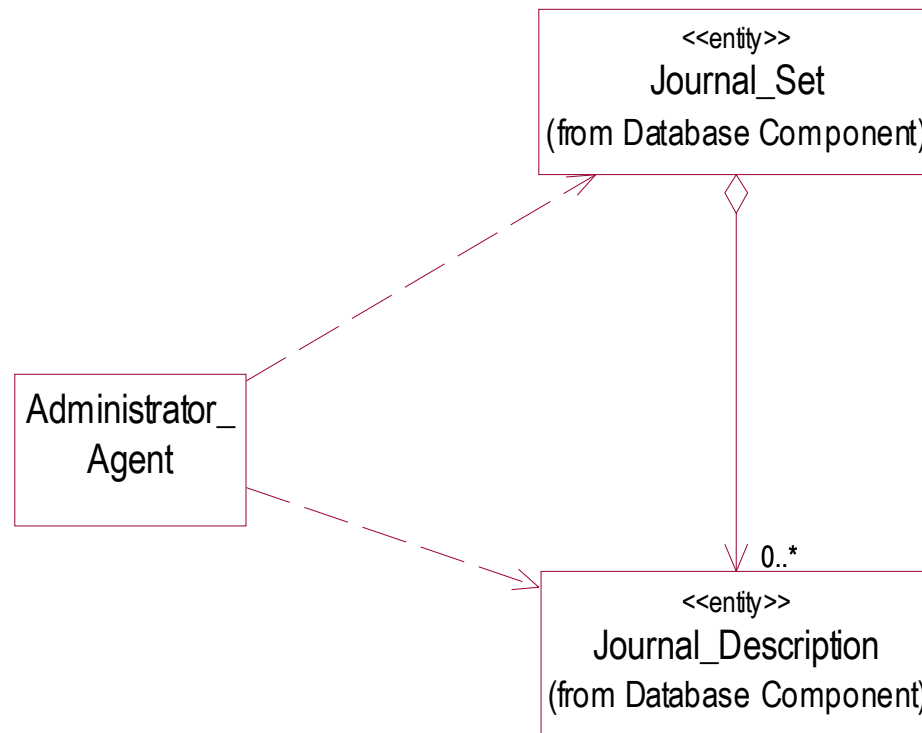 <<entity>>
Journal_Set
(from Database Component)
Administrator_
Agent
0..*
<<entity>>
Journal_Description
(from Database Component)